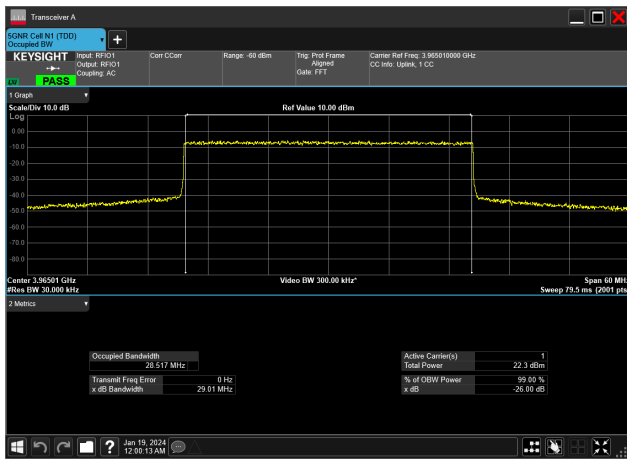 Transceiver A
5GNR Cell N1 (TDD)
Occupied BW
KEYSIGHT
Input: RFIO1
Output: RFIO1
Coupling: AC
Corr CCorr
Range: -60 dBm
Trig: Prot Frame
Aligned
Gate: FFT
Carrier Ref Freq: 3.965010000 GHz
CC Info: Uplink, 1 CC
PASS
1 Graph
Scale/Div 10.0 dB
Ref Value 10.00 dBm
Log
0.00
-10.0
-20.0
-30.0
-40.0
-50.0
-60.0
-70.0
-80.0
Center 3.96501 GHz
Video BW 300.00 kHz*
Span 60 MHz
#Res BW 30.000 kHz
Sweep 79.5 ms (2001 pts)
2 Metrics
Occupied Bandwidth
28.517 MHz
Transmit Freq Error 0 Hz
x dB Bandwidth 29.01 MHz
Active Carrier(s) 1
Total Power 22.3 dBm
% of OBW Power 99.00 %
x dB -26.00 dB
Jan 19, 2024
12:00:13 AM